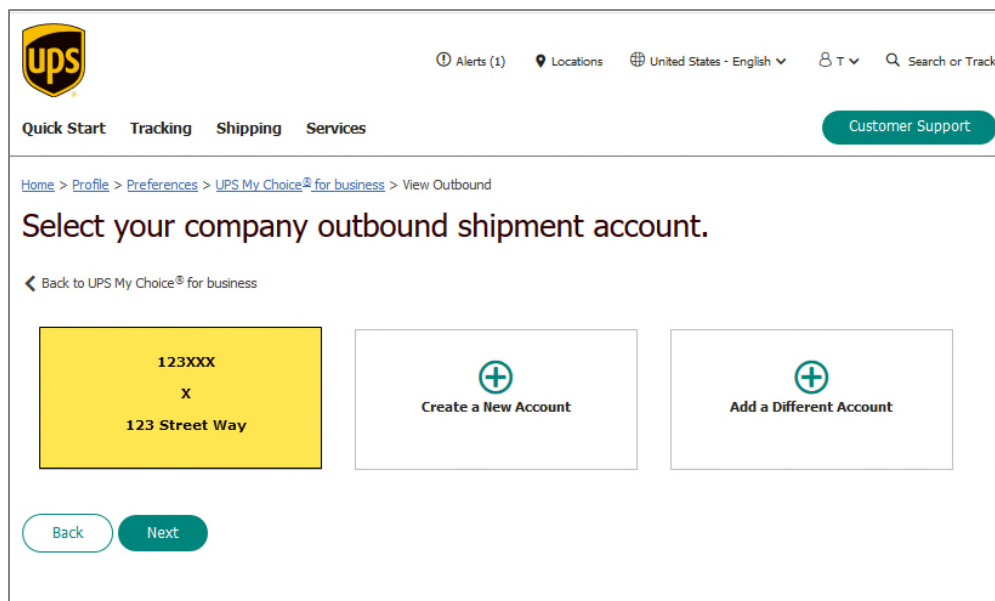 ups
Alerts (1) Locations United States - English T Search or Track
Quick Start Tracking Shipping Services Customer Support
Home > Profile > Preferences > UPS My Choice® for business > View Outbound
Select your company outbound shipment account.
Back to UPS My Choice® for business
123XXX
X
123 Street Way
Create a New Account
Add a Different Account
Back Next